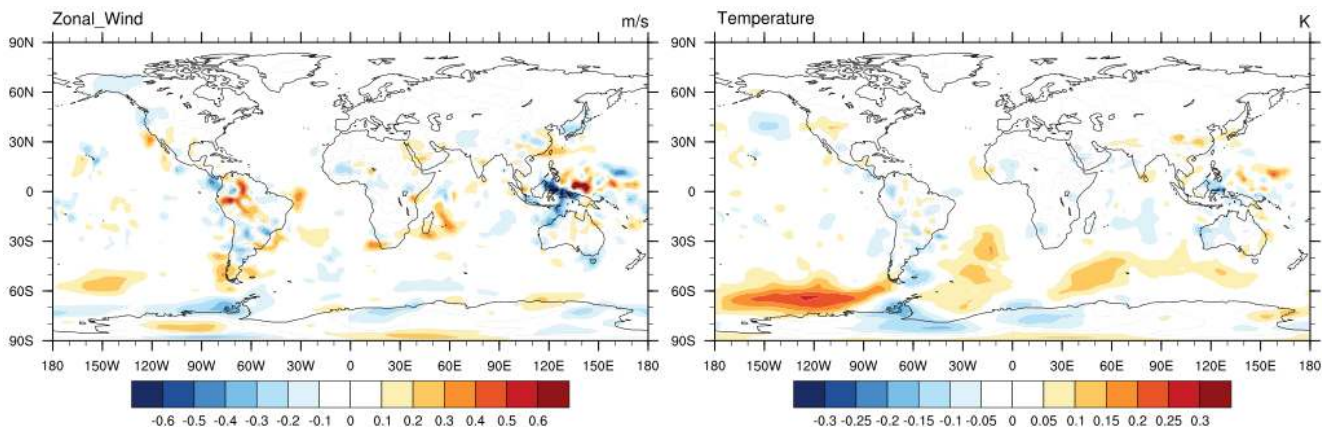 Zonal_Wind m/s Temperature K
90N 90N
60N 60N
30N 30N
0 0
30S 30S
60S 60S
90S 90S
180 150W 120W 90W 60W 30W 0 30E 60E 90E 120E 150E 180 180 150W 120W 90W 60W 30W 0 30E 60E 90E 120E 150E 180
-0.6 -0.5 -0.4 -0.3 -0.2 -0.1 0 0.1 0.2 0.3 0.4 0.5 0.6 -0.3 -0.25 -0.2 -0.15 -0.1 -0.05 0 0.05 0.1 0.15 0.2 0.25 0.3